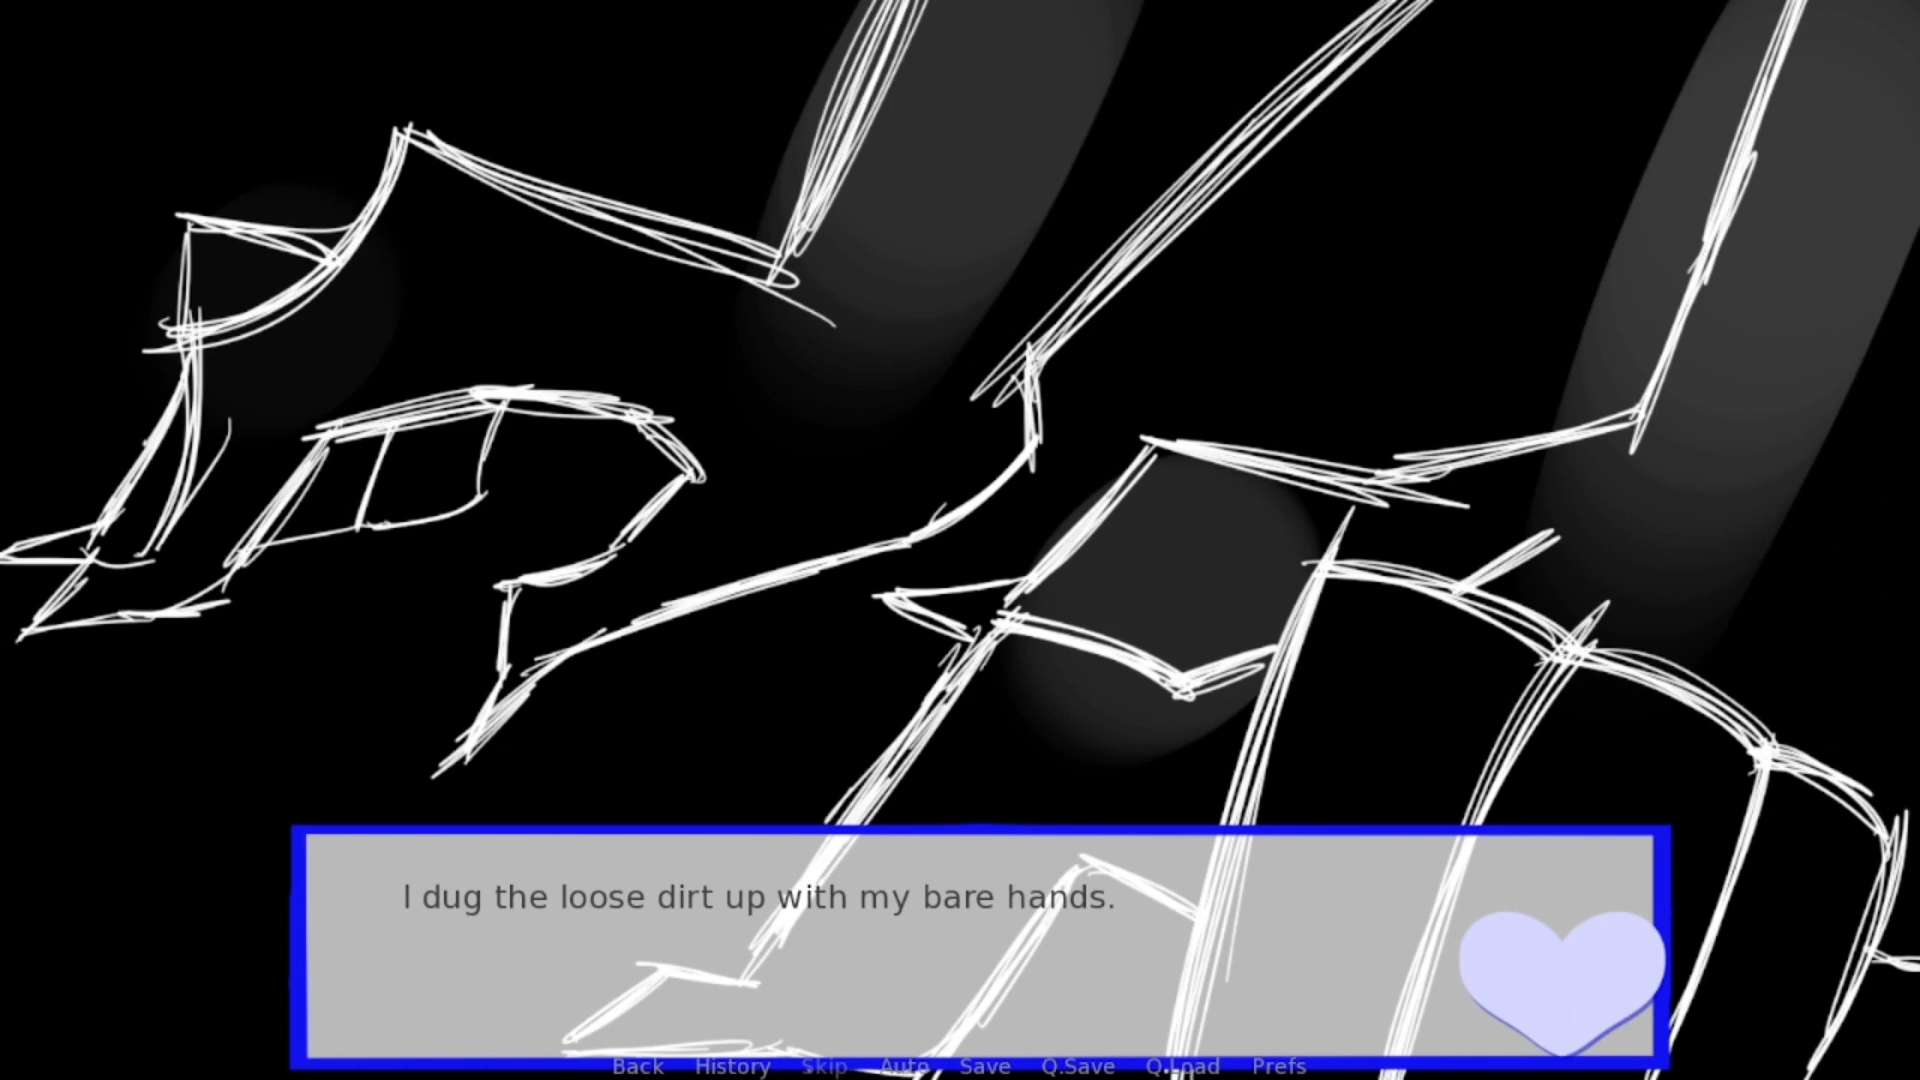 I dug the loose dirt up with my bare hands.
Back History Skip Auto Save Q.Save Q.Load Prefs